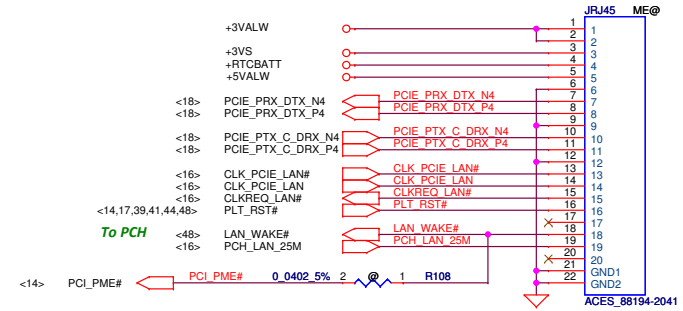 JRJ45 ME@
+3VALW 1 1
2 2
+3VS 3 3
+RTCBATT 4 4
+5VALW 5 5
6 6
<18> PCIE_PRX_DTX_N4 PCIE_PRX_DTX_N4 7 7
<18> PCIE_PRX_DTX_P4 PCIE_PRX_DTX_P4 8 8
9 9
<18> PCIE_PTX_C_DRX_N4 PCIE_PTX_C_DRX_N4 10 10
<18> PCIE_PTX_C_DRX_P4 PCIE_PTX_C_DRX_P4 11 11
12 12
<16> CLK_PCIE_LAN# CLK_PCIE_LAN# 13 13
<16> CLK_PCIE_LAN CLK_PCIE_LAN 14 14
<16> CLKREQ_LAN# CLKREQ_LAN# 15 15
<14,17,39,41,44,48> PLT_RST# PLT_RST# 16 16
17 17
To PCH
<48> LAN_WAKE# LAN_WAKE# 18 18
<16> PCH_LAN_25M PCH_LAN_25M 19 19
20 20
21 GND1
22 GND2
<14> PCI_PME# PCI_PME# 0_0402_5% 2 @ 1 R108
ACES_88194-2041